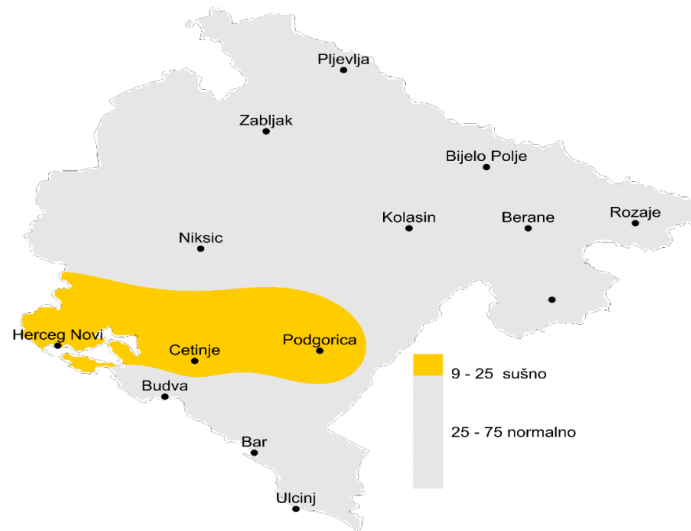 Pljevlja
Zabljak
Bijelo Polje
Rozaje
Kolasin
Berane
Niksic
Herceg Novi
Cetinje
Podgorica
Budva
Bar
Ulcinj
9 - 25 sušno
25 - 75 normalno